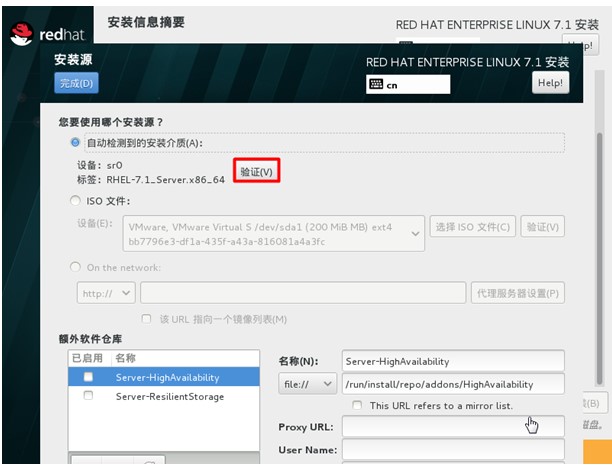 redhat
安装信息摘要
RED HAT ENTERPRISE LINUX 7.1 安装
安装源
RED HAT ENTERPRISE LINUX 7.1 安装
完成(D)
cn
Help!
您要使用哪个安装源？
自动检测到的安装介质(A):
设备: sr0
标签: RHEL-7.1_Server.x86_64
验证(V)
ISO 文件:
设备(E):
VMware, VMware Virtual S /dev/sda1 (200 MiB MB) ext4
bb7796e3-df1a-435f-a43a-816081a4a3fc
选择 ISO 文件(C)
验证(V)
On the network:
http://
代理服务器设置(P)
该 URL 指向一个镜像列表(M)
额外软件仓库
已启用 名称
Server-HighAvailability
Server-ResilientStorage
名称(N): Server-HighAvailability
file:// /run/install/repo/addons/HighAvailability
This URL refers to a mirror list.
(B)
Proxy URL:
磁盘。
User Name: